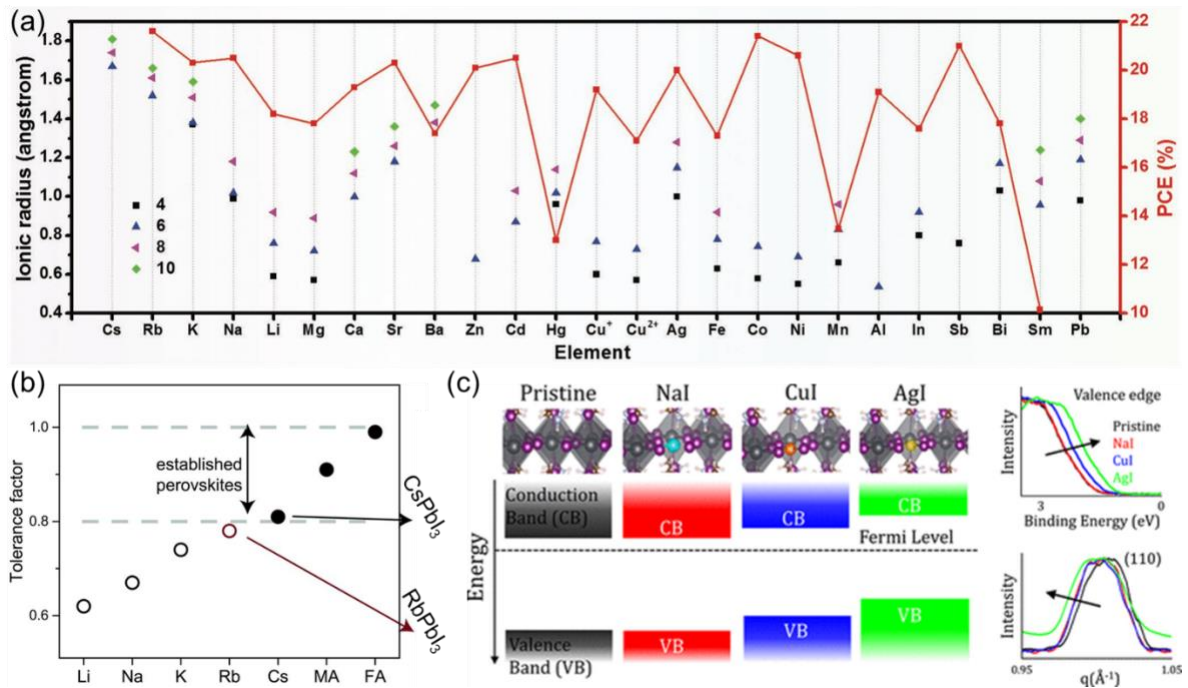 (a)
Ionic radius (angstrom)
1.8
1.6
1.4
1.2
1.0
0.8
0.6
0.4
4
6
8
10
22
20
18
16
14
12
10
PCE (%)
Cs Rb K Na Li Mg Ca Sr Ba Zn Cd Hg Cu⁺ Cu²⁺ Ag Fe Co Ni Mn Al In Sb Bi Sm Pb
Element
(b)
Tolerance factor
1.0
0.8
0.6
established
perovskites
CsPbI₃
RbPbI₃
Li Na K Rb Cs MA FA
(c)
Pristine NaI CuI AgI
Energy
Conduction
Band (CB)
CB
CB
CB
Fermi Level
Valence
Band (VB)
VB
VB
VB
Intensity
Valence edge
Pristine
NaI
CuI
AgI
3 0
Binding Energy (eV)
Intensity
(110)
0.95 1.05
q(Å⁻¹)